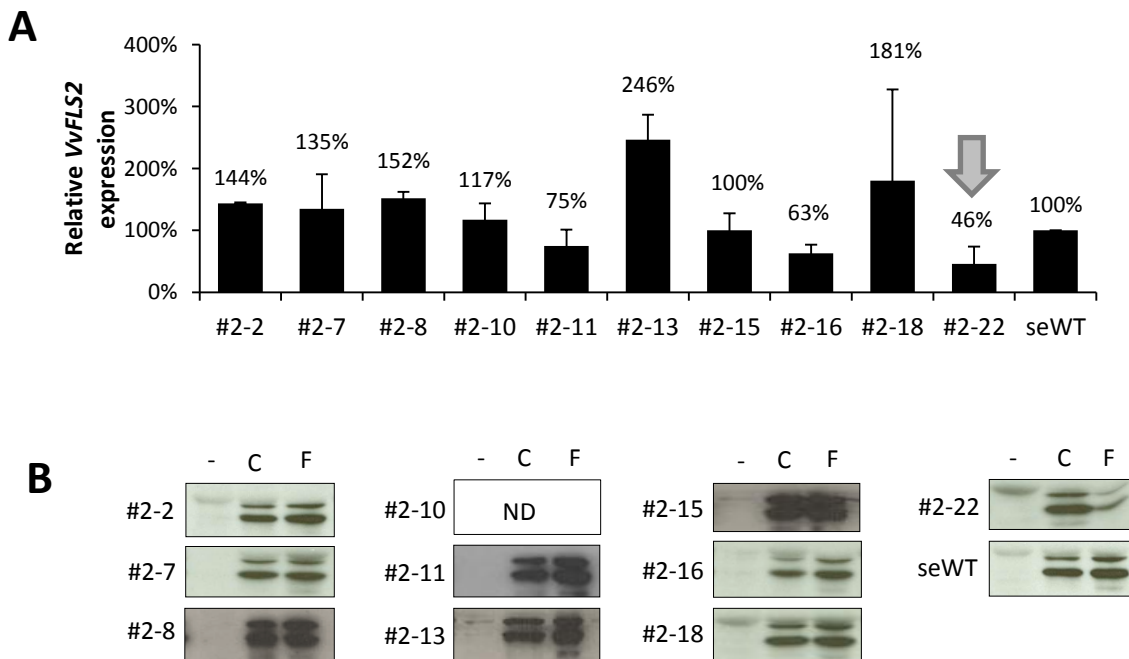 A
Relative VvFLS2 expression
400%
300%
200%
100%
0%
144%
135%
152%
117%
75%
246%
100%
63%
181%
46%
100%
#2-2 #2-7 #2-8 #2-10 #2-11 #2-13 #2-15 #2-16 #2-18 #2-22 seWT
B
- C F
#2-2
#2-7
#2-8
- C F
#2-10 ND
#2-11
#2-13
- C F
#2-15
#2-16
#2-18
- C F
#2-22
seWT